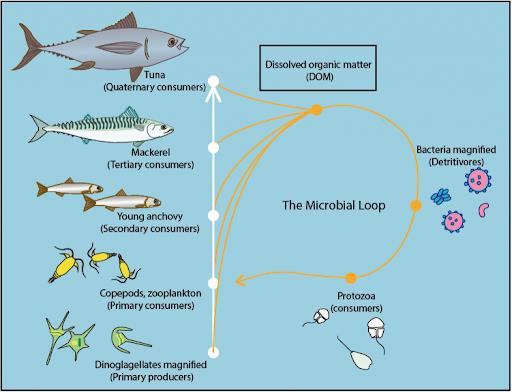 Tuna
(Quaternary consumers)
Mackerel
(Tertiary consumers)
Young anchovy
(Secondary consumers)
Copepods, zooplankton
(Primary consumers)
Dinoglagellates magnified
(Primary producers)
Dissolved organic matter
(DOM)
Bacteria magnified
(Detritivores)
The Microbial Loop
Protozoa
(consumers)